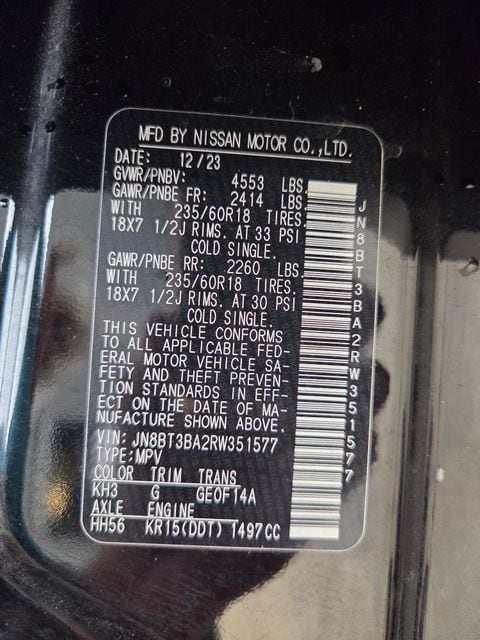 MFD BY NISSAN MOTOR CO.,LTD.
DATE: 12/23
GVWR/PNBV: 4553 LBS.
GAWR/PNBE FR: 2414 LBS.
WITH 235/60R18 TIRES.
18X7 1/2J RIMS. AT 33 PSI
COLD SINGLE.
GAWR/PNBE RR: 2260 LBS.
WITH 235/60R18 TIRES.
18X7 1/2J RIMS. AT 30 PSI
COLD SINGLE.
THIS VEHICLE CONFORMS
TO ALL APPLICABLE FED-
ERAL MOTOR VEHICLE SA-
FETY AND THEFT PREVEN-
TION STANDARDS IN EFF-
ECT ON THE DATE OF MA-
NUFACTURE SHOWN ABOVE.
VIN: JN8BT3BA2RW351577
TYPE:MPV
COLOR TRIM TRANS
KH3 G GE0F14A
AXLE ENGINE
HH56 KR15(DDT) 1497CC
JN8BT3BA2RW351577